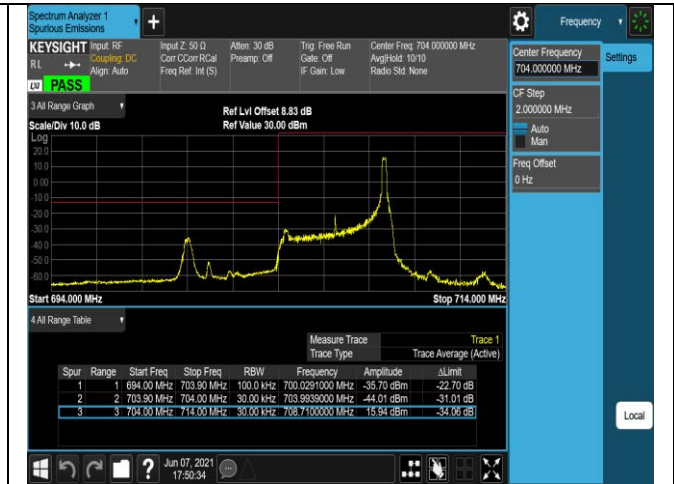 Spectrum Analyzer 1
Spurious Emissions
+
Frequency
KEYSIGHT
RL
LXI PASS
Input: RF
Coupling: DC
Align: Auto
Input Z: 50 Ω
Corr CCorr RCal
Freq Ref: Int (S)
Atten: 30 dB
Preamp: Off
Trig: Free Run
Gate: Off
IF Gain: Low
Center Freq: 704.000000 MHz
Avg|Hold: 10/10
Radio Std: None
Center Frequency
704.000000 MHz
Settings
CF Step
2.000000 MHz
Auto
Man
Freq Offset
0 Hz
3 All Range Graph
Scale/Div 10.0 dB
Ref Lvl Offset 8.83 dB
Ref Value 30.00 dBm
Log
20.0
10.0
0.00
-10.0
-20.0
-30.0
-40.0
-50.0
-60.0
Start 694.000 MHz
Stop 714.000 MHz
4 All Range Table
Measure Trace Trace 1
Trace Type Trace Average (Active)
Spur Range Start Freq Stop Freq RBW Frequency Amplitude ΔLimit
1 1 694.00 MHz 703.90 MHz 100.0 kHz 700.0291000 MHz -35.70 dBm -22.70 dB
2 2 703.90 MHz 704.00 MHz 30.00 kHz 703.9939000 MHz -44.01 dBm -31.01 dB
3 3 704.00 MHz 714.00 MHz 30.00 kHz 708.7100000 MHz 15.94 dBm -34.06 dB
Local
?
Jun 07, 2021
17:50:34